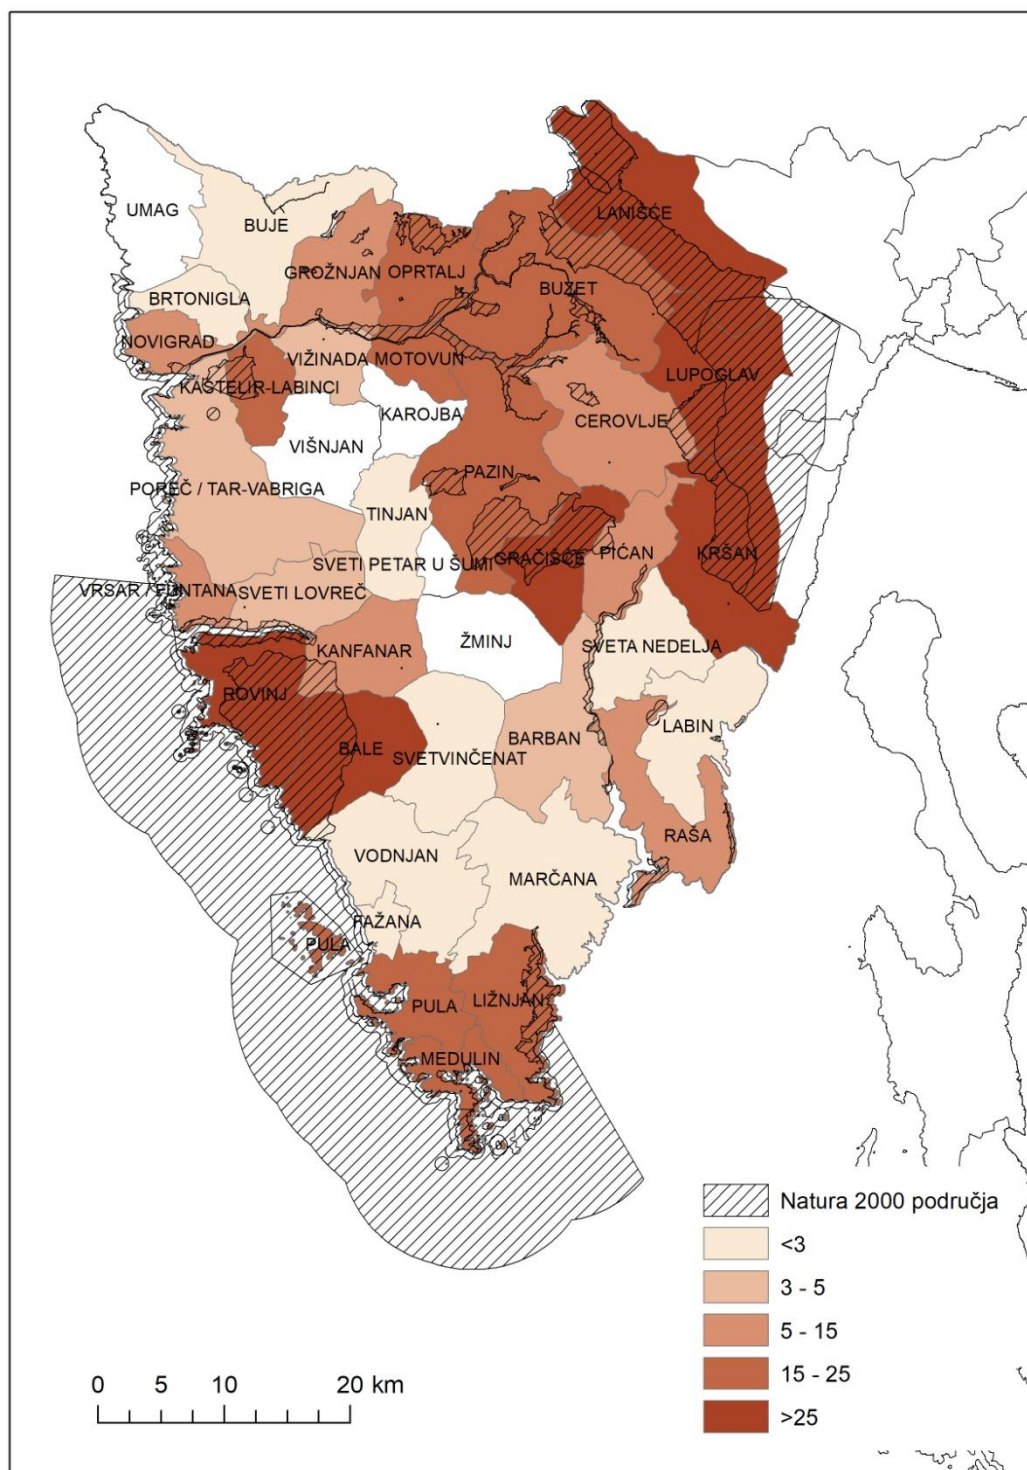 LANIŠĆE
UMAG
BUJE
GROŽNJAN
OPRTALJ
BUZET
BRTONIGLA
NOVIGRAD
VIŽINADA
MOTOVUN
KAŠTELIR-LABINCI
LUPOGLAV
KAROJBA
CEROVLJE
VIŠNJAN
PAZIN
POREČ / TAR-VABRIGA
TINJAN
SVETI PETAR U ŠUMI
GRAČIŠĆE
PIĆAN
KRŠAN
VRSAR / FUNTANA
SVETI LOVREČ
KANFANAR
ŽMINJ
SVETA NEDELJA
ROVINJ
BALE
SVETVINČENAT
BARBAN
LABIN
RAŠA
VODNJAN
MARČANA
FAŽANA
PULA
PULA
LIŽNJAN
MEDULIN
Natura 2000 područja
<3
3 - 5
5 - 15
15 - 25
>25
0 5 10 20 km